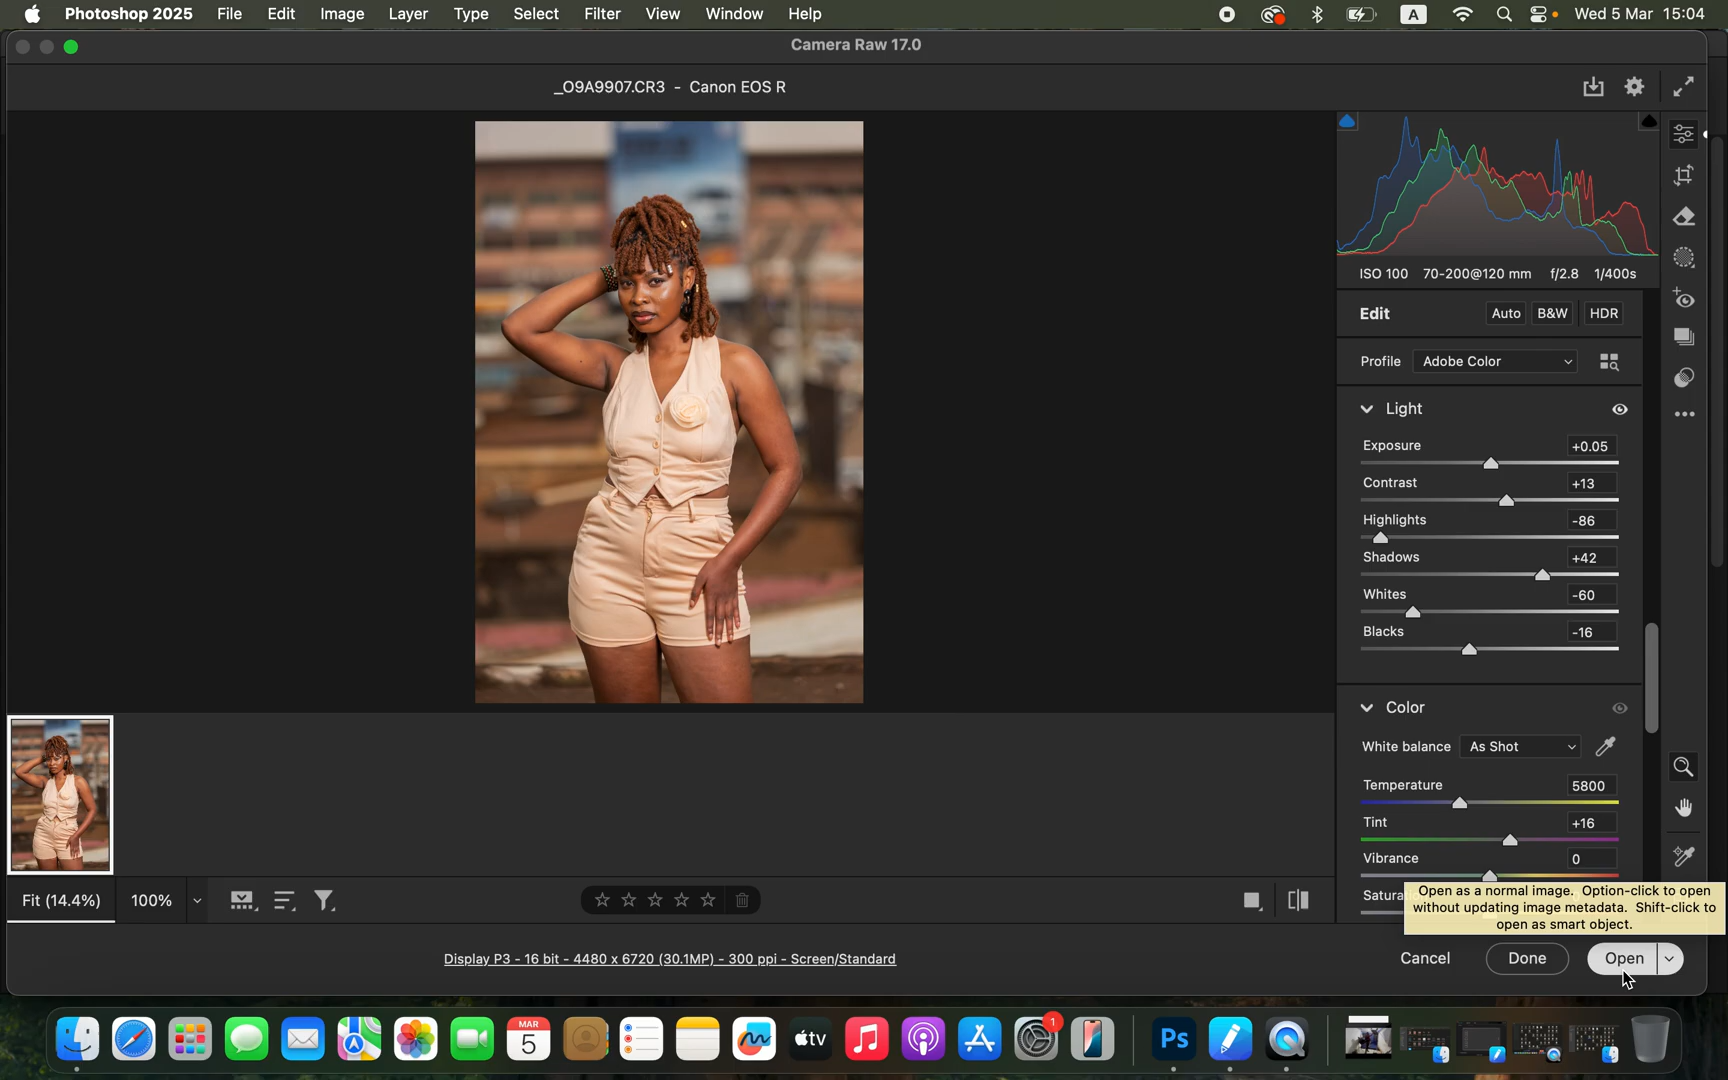 Photoshop 2025 File Edit Image Layer Type Select Filter View Window Help A Wed 5 Mar 15:04
Camera Raw 17.0
_O9A9907.CR3 - Canon EOS R
ISO 100 70-200@120 mm f/2.8 1/400s
Edit Auto B&W HDR
Profile Adobe Color
Light
Exposure +0.05
Contrast +13
Highlights -86
Shadows +42
Whites -60
Blacks -16
Color
White balance As Shot
Temperature 5800
Tint +16
Vibrance 0
Satura
Open as a normal image. Option-click to open
without updating image metadata. Shift-click to
open as smart object.
Fit (14.4%) 100%
Display P3 - 16 bit - 4480 x 6720 (30.1MP) - 300 ppi - Screen/Standard
Cancel Done Open
MAR
5
tv
1
Ps